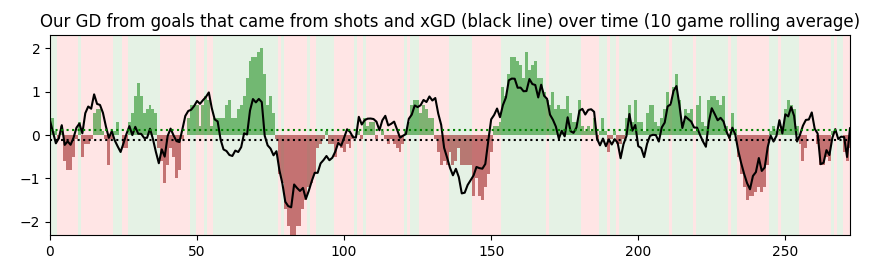 Our GD from goals that came from shots and xGD (black line) over time (10 game rolling average)
2
1
0
−1
−2
0 50 100 150 200 250